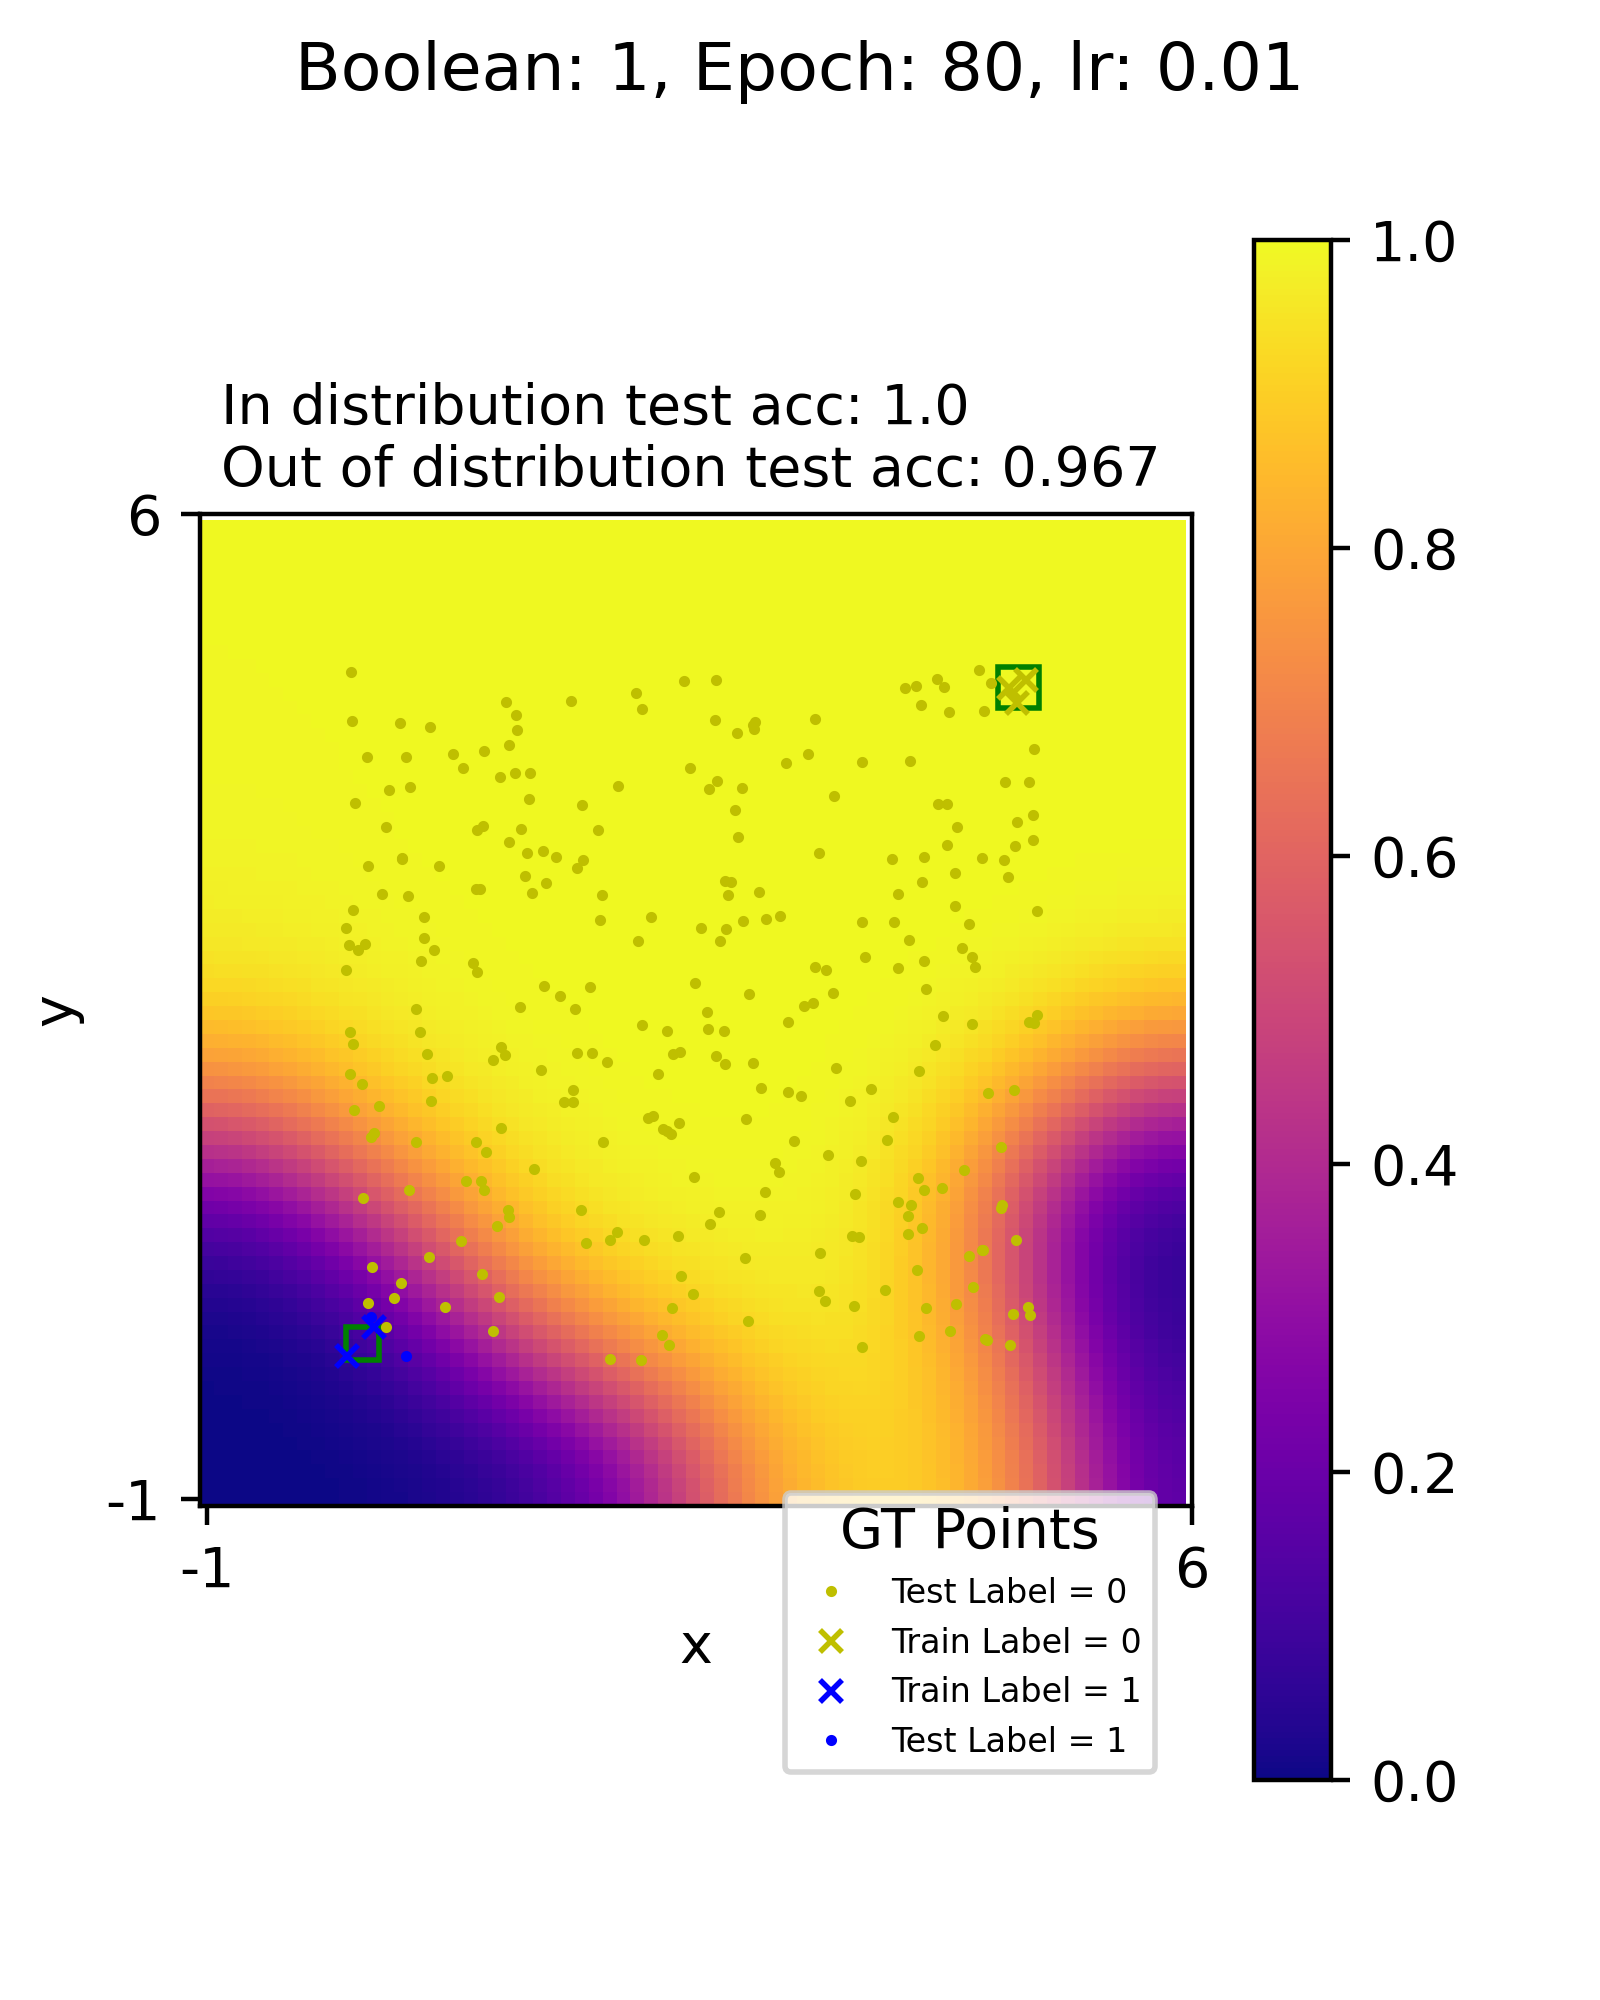 Boolean: 1, Epoch: 80, lr: 0.01
In distribution test acc: 1.0
Out of distribution test acc: 0.967
1.0
0.8
0.6
0.4
0.2
0.0
6
y
-1
-1
6
x
GT Points
Test Label = 0
Train Label = 0
Train Label = 1
Test Label = 1